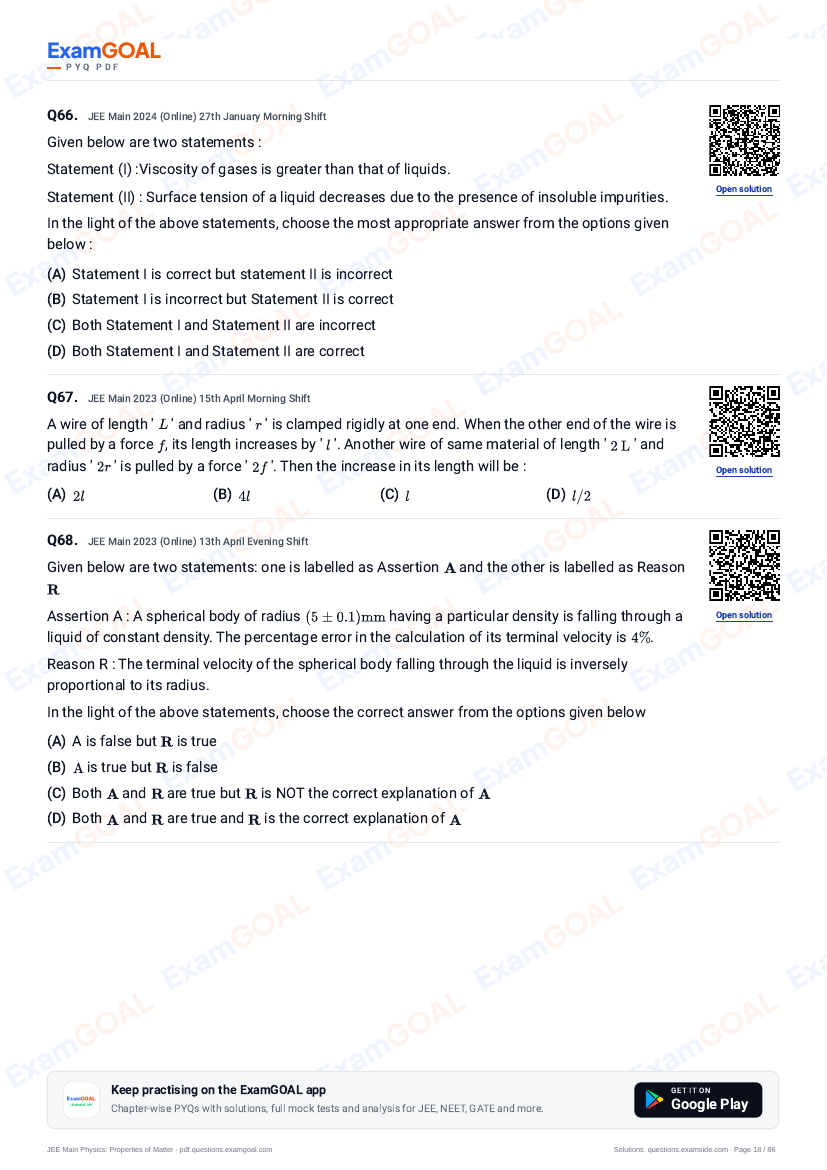 ExamGOAL
PYQ PDF
Q66. JEE Main 2024 (Online) 27th January Morning Shift
Given below are two statements :
Statement (I) :Viscosity of gases is greater than that of liquids.
Statement (II) : Surface tension of a liquid decreases due to the presence of insoluble impurities.
In the light of the above statements, choose the most appropriate answer from the options given
below :
(A) Statement I is correct but statement II is incorrect
(B) Statement I is incorrect but Statement II is correct
(C) Both Statement I and Statement II are incorrect
(D) Both Statement I and Statement II are correct
Open solution
Q67. JEE Main 2023 (Online) 15th April Morning Shift
A wire of length ' L ' and radius ' r ' is clamped rigidly at one end. When the other end of the wire is
pulled by a force f, its length increases by ' l '. Another wire of same material of length ' 2 L ' and
radius ' 2r ' is pulled by a force ' 2f '. Then the increase in its length will be :
(A) 2l (B) 4l (C) l (D) l/2
Open solution
Q68. JEE Main 2023 (Online) 13th April Evening Shift
Given below are two statements: one is labelled as Assertion A and the other is labelled as Reason
R
Assertion A : A spherical body of radius (5 ± 0.1)mm having a particular density is falling through a
liquid of constant density. The percentage error in the calculation of its terminal velocity is 4%.
Reason R : The terminal velocity of the spherical body falling through the liquid is inversely
proportional to its radius.
In the light of the above statements, choose the correct answer from the options given below
(A) A is false but R is true
(B) A is true but R is false
(C) Both A and R are true but R is NOT the correct explanation of A
(D) Both A and R are true and R is the correct explanation of A
Open solution
ExamGOAL
Keep practising on the ExamGOAL app
Chapter-wise PYQs with solutions, full mock tests and analysis for JEE, NEET, GATE and more.
GET IT ON
Google Play
JEE Main Physics: Properties of Matter · pdf.questions.examgoal.com
Solutions: questions.examside.com · Page 18 / 86